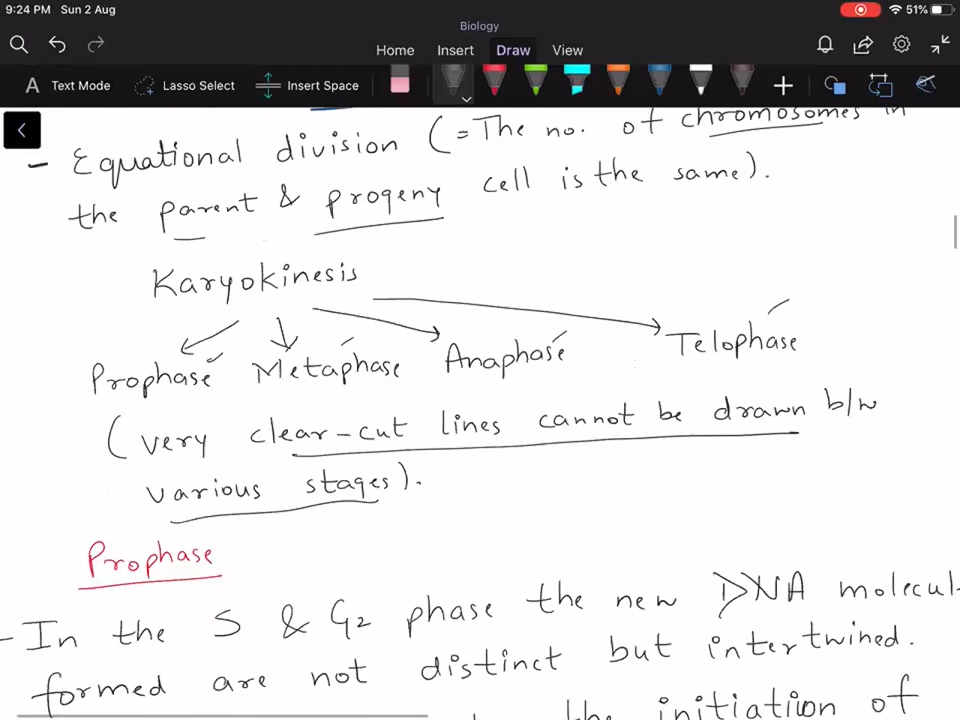 9:24 PM Sun 2 Aug
51%
Biology
Home Insert Draw View
Text Mode Lasso Select Insert Space
- Equational division (= The no. of chromosomes in
the parent & progeny cell is the same).
Karyokinesis
Prophase Metaphase Anaphase Telophase
(very clear-cut lines cannot be drawn b/w
various stages).
Prophase
- In the S & G2 phase the new DNA molecul
formed are not distinct but intertwined.
the initiation of